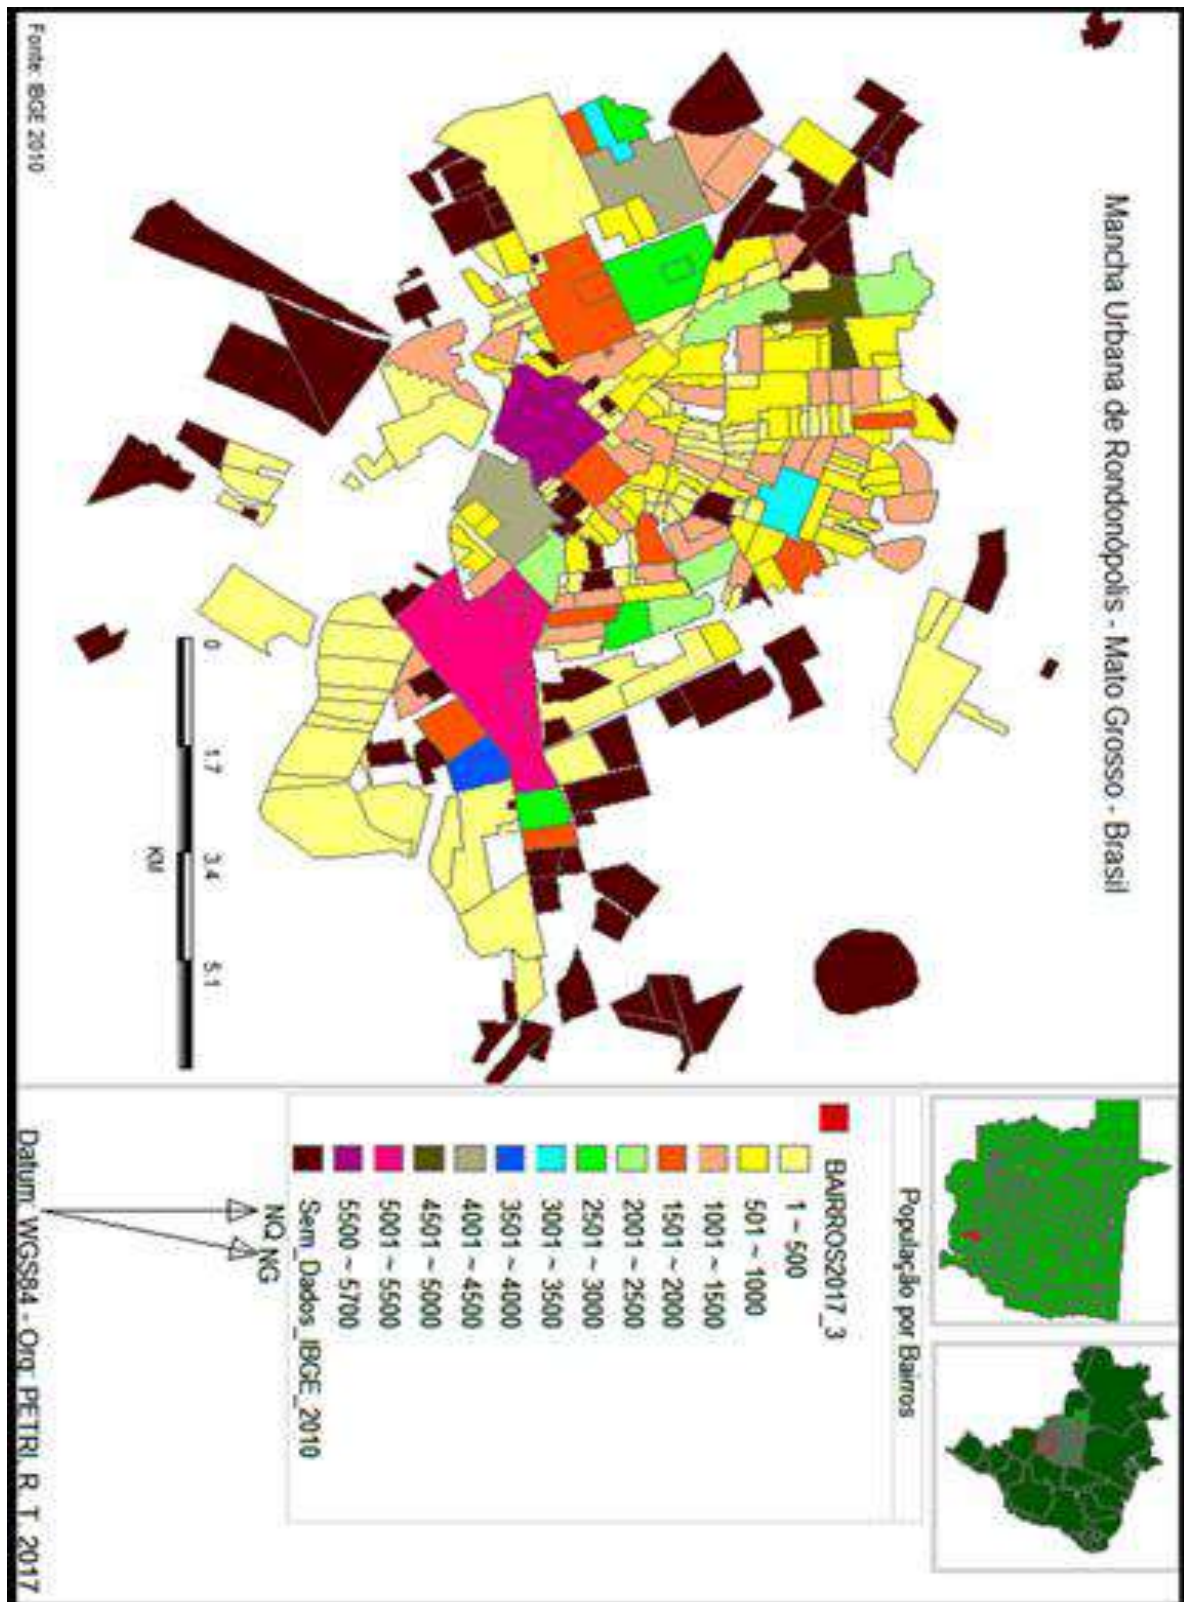 Mancha Urbana de Rondonópolis - Mato Grosso - Brasil
População por Bairros
BAIRROS2017_3
1 ~ 500
501 ~ 1000
1001 ~ 1500
1501 ~ 2000
2001 ~ 2500
2501 ~ 3000
3001 ~ 3500
3501 ~ 4000
4001 ~ 4500
4501 ~ 5000
5001 ~ 5500
5500 ~ 5700
Sem_Dados_IBGE_2010
NQ NG
0 1.7 3.4 5.1
KM
Fonte: IBGE 2010
Datum: WGS84 - Org: PETRI, R. T. 2017